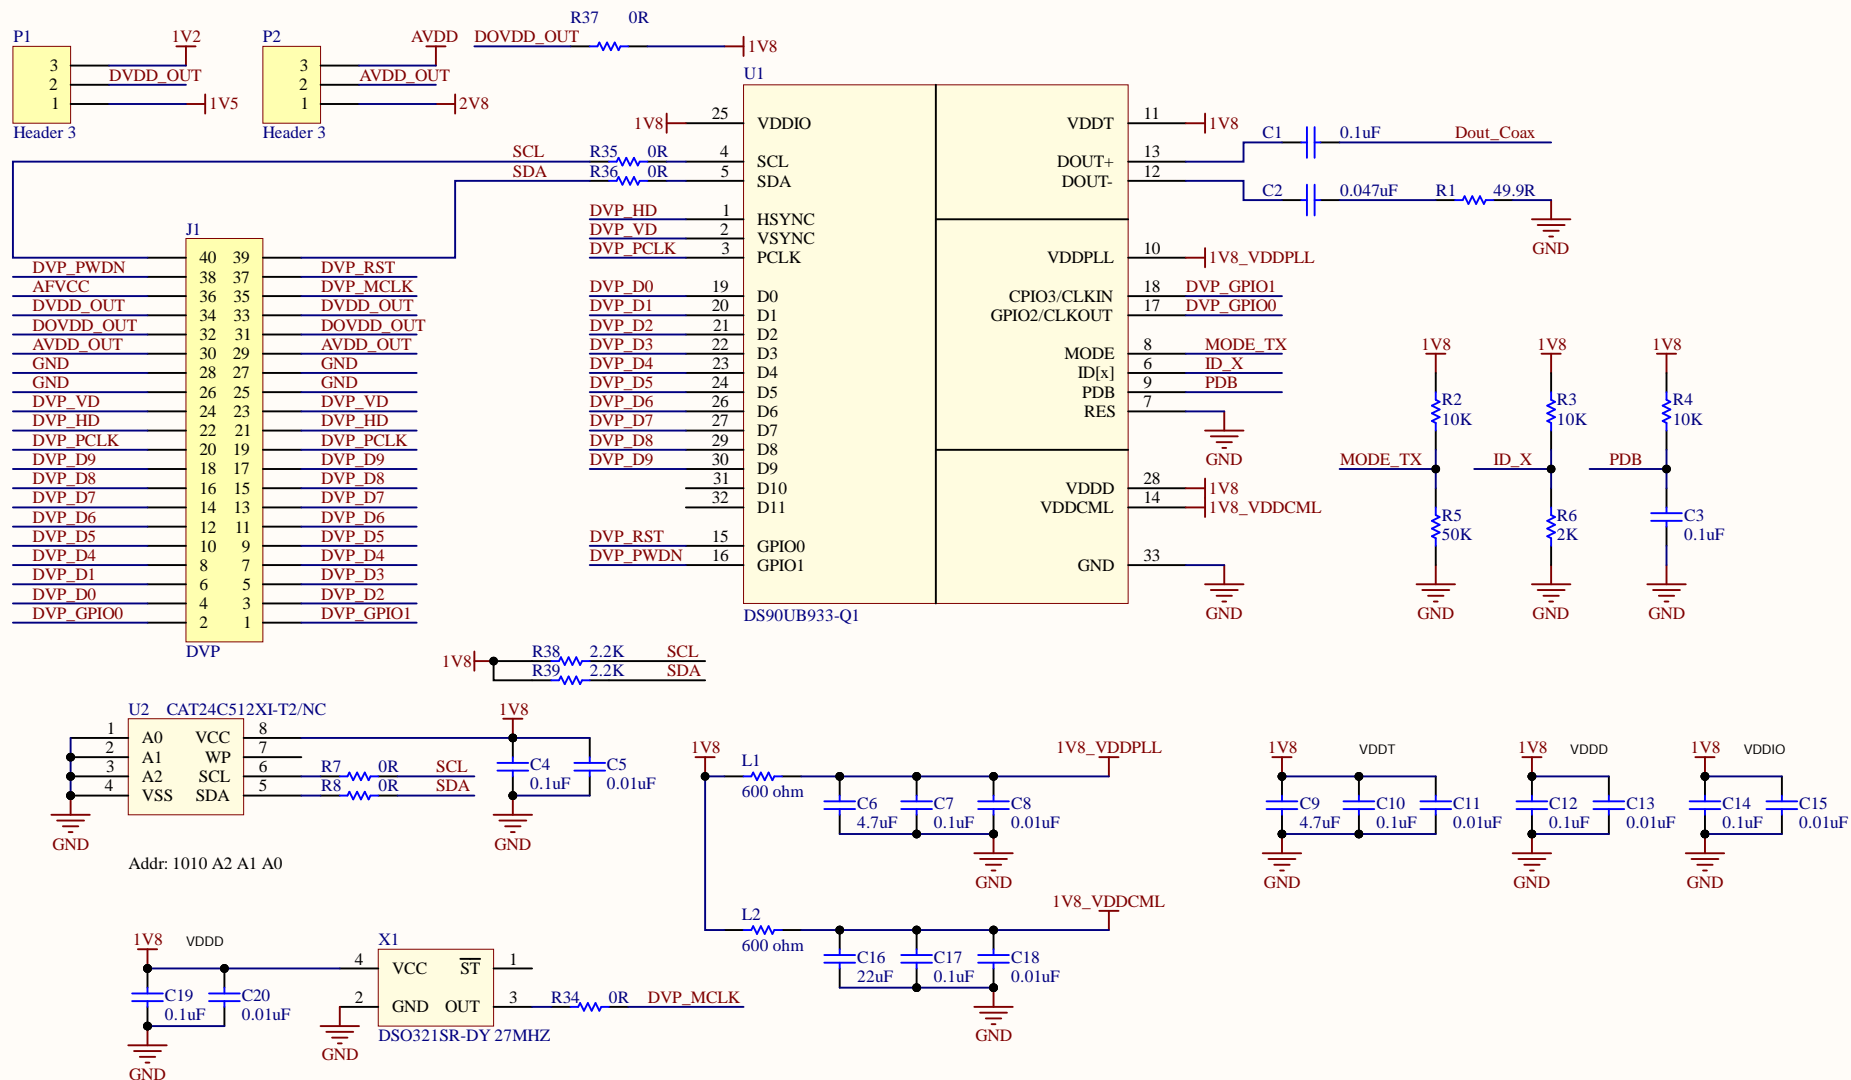 R37 0R
P1 1V2 P2 AVDD DOVDD_OUT 1V8
3 3
DVDD_OUT AVDD_OUT U1
2 2
1 1V5 1 2V8
Header 3 Header 3
1V8 25 VDDIO VDDT 11 1V8
C1 0.1uF Dout_Coax
SCL R35 0R 4 SCL DOUT+ 13
SDA R36 0R 5 SDA DOUT- 12
C2 0.047uF R1 49.9R
GND
DVP_HD 1 HSYNC
DVP_VD 2 VSYNC
DVP_PCLK 3 PCLK VDDPLL 10 1V8_VDDPLL
DVP_D0 19 D0 CPIO3/CLKIN 18 DVP_GPIO1
DVP_D1 20 D1 GPIO2/CLKOUT 17 DVP_GPIO0
DVP_D2 21 D2
DVP_D3 22 D3 MODE 8 MODE_TX
DVP_D4 23 D4 ID[x] 6 ID_X
DVP_D5 24 D5 PDB 9 PDB
DVP_D6 26 D6 RES 7
DVP_D7 27 D7
DVP_D8 29 D8 GND
DVP_D9 30 D9
31 D10 VDDD 28 1V8
32 D11 VDDCML 14 1V8_VDDCML
DVP_RST 15 GPIO0
DVP_PWDN 16 GPIO1 GND 33
GND
DS90UB933-Q1
J1
40 39
DVP_PWDN 38 37 DVP_RST
AFVCC 36 35 DVP_MCLK
DVDD_OUT 34 33 DVDD_OUT
DOVDD_OUT 32 31 DOVDD_OUT
AVDD_OUT 30 29 AVDD_OUT
GND 28 27 GND
GND 26 25 GND
DVP_VD 24 23 DVP_VD
DVP_HD 22 21 DVP_HD
DVP_PCLK 20 19 DVP_PCLK
DVP_D9 18 17 DVP_D9
DVP_D8 16 15 DVP_D8
DVP_D7 14 13 DVP_D7
DVP_D6 12 11 DVP_D6
DVP_D5 10 9 DVP_D5
DVP_D4 8 7 DVP_D4
DVP_D1 6 5 DVP_D3
DVP_D0 4 3 DVP_D2
DVP_GPIO0 2 1 DVP_GPIO1
DVP
1V8 1V8 1V8
R2 R3 R4
10K 10K 10K
MODE_TX ID_X PDB
R5 R6 C3
50K 2K 0.1uF
GND GND GND
1V8 R38 2.2K SCL
R39 2.2K SDA
U2 CAT24C512XI-T2/NC 1V8
1 A0 VCC 8
2 A1 WP 7
3 A2 SCL 6 R7 0R SCL
4 VSS SDA 5 R8 0R SDA
C4 C5
0.1uF 0.01uF
GND GND
Addr: 1010 A2 A1 A0
1V8 1V8_VDDPLL
L1
600 ohm
C6 C7 C8
4.7uF 0.1uF 0.01uF
GND
1V8_VDDCML
L2
600 ohm
C16 C17 C18
22uF 0.1uF 0.01uF
GND
1V8 VDDT 1V8 VDDD 1V8 VDDIO
C9 C10 C11 C12 C13 C14 C15
4.7uF 0.1uF 0.01uF 0.1uF 0.01uF 0.1uF 0.01uF
GND GND GND
1V8 VDDD X1
4 VCC ST 1
C19 C20
0.1uF 0.01uF
2 GND OUT 3 R34 0R DVP_MCLK
DSO321SR-DY 27MHZ
GND
GND